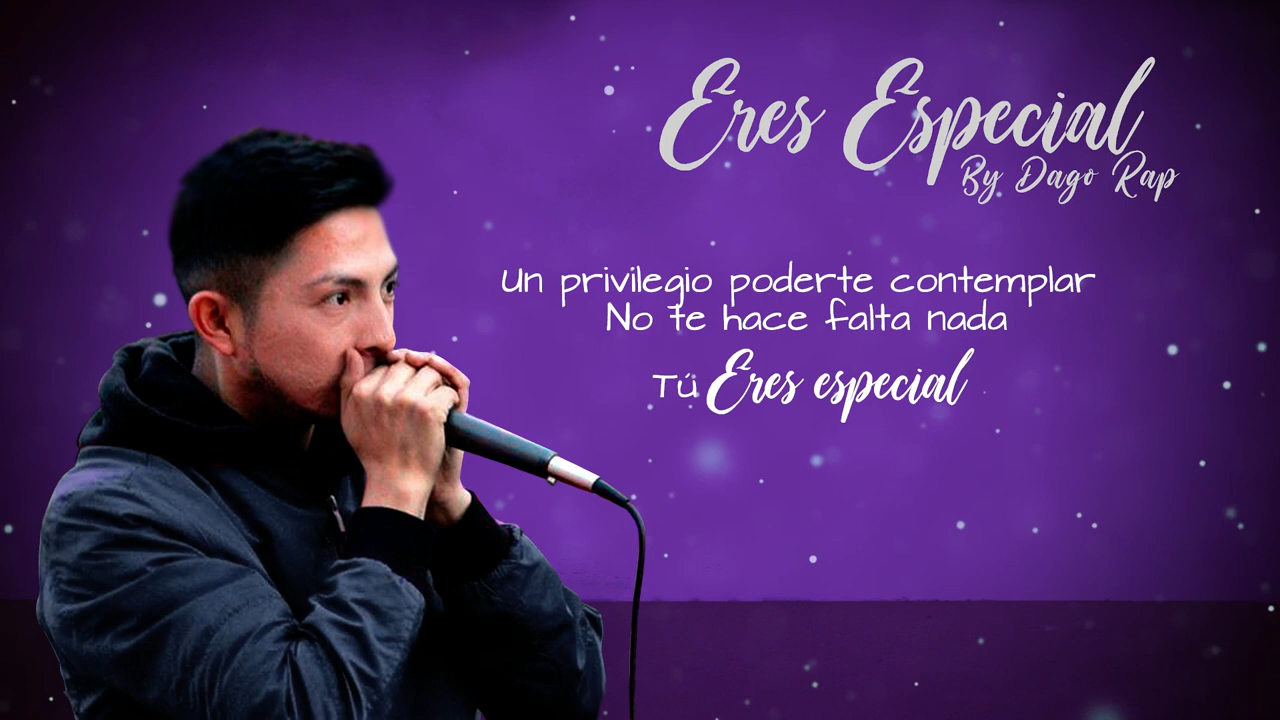 Eres Especial
By Dago Rap
Un privilegio poderte contemplar
No te hace falta nada
Tú Eres especial